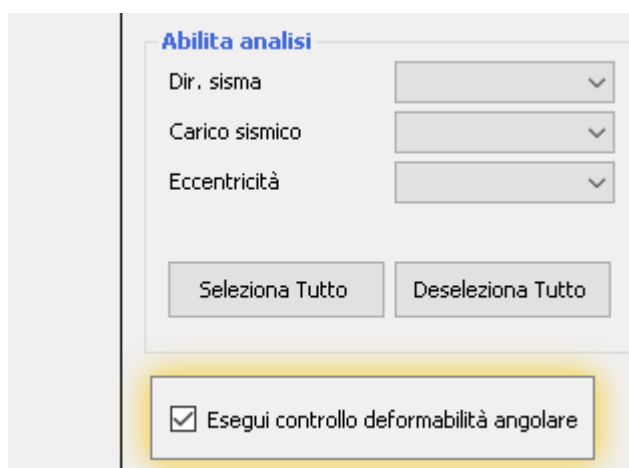 Abilita analisi
Dir. sisma
Carico sismico
Eccentricità
Seleziona Tutto Deseleziona Tutto
Esegui controllo deformabilità angolare